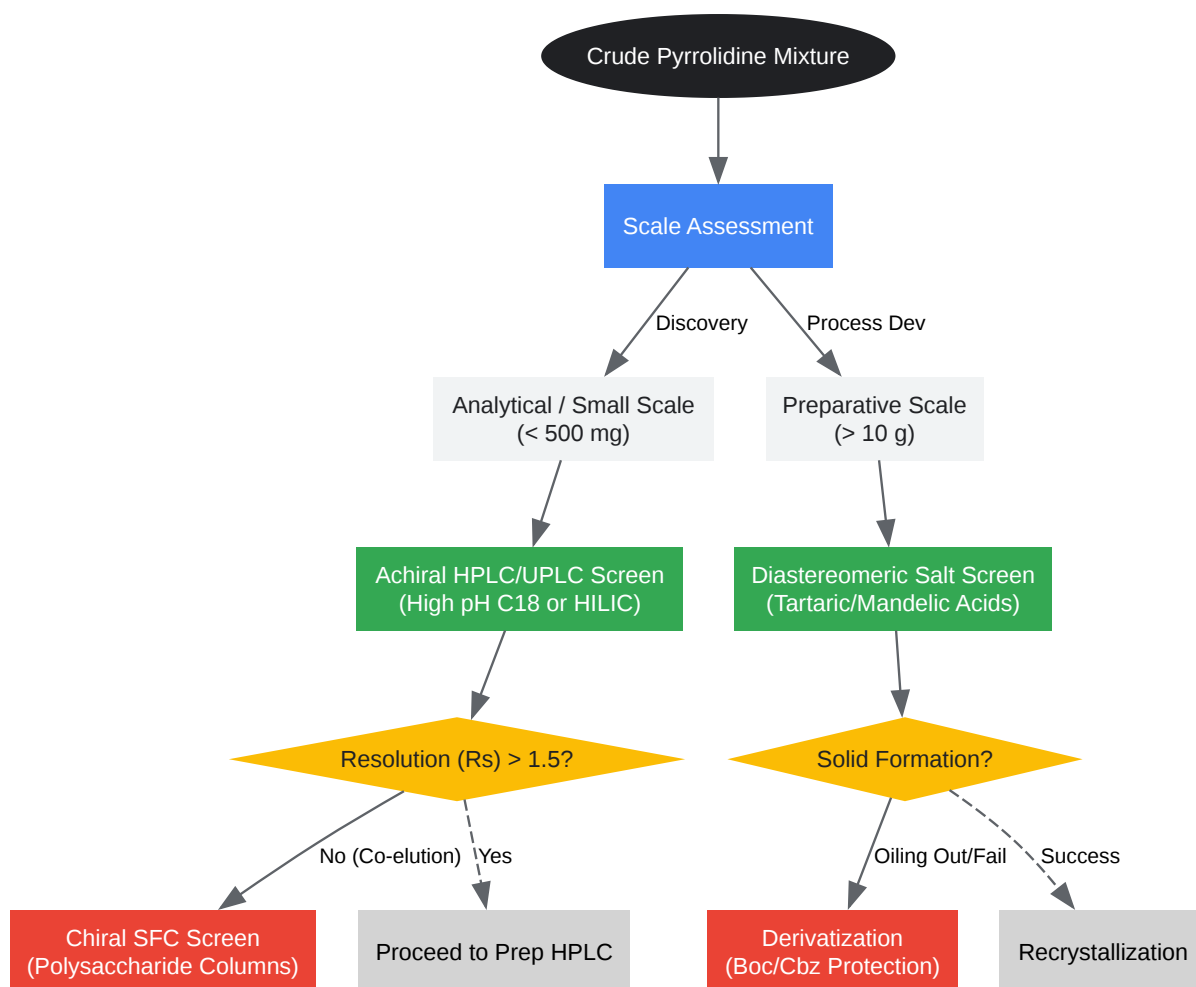 Crude Pyrrolidine Mixture
Scale Assessment
Discovery
Process Dev
Analytical / Small Scale
(< 500 mg)
Preparative Scale
(> 10 g)
Achiral HPLC/UPLC Screen
(High pH C18 or HILIC)
Diastereomeric Salt Screen
(Tartaric/Mandelic Acids)
Resolution (Rs) > 1.5?
Solid Formation?
No (Co-elution)
Yes
Oiling Out/Fail
Success
Chiral SFC Screen
(Polysaccharide Columns)
Proceed to Prep HPLC
Derivatization
(Boc/Cbz Protection)
Recrystallization